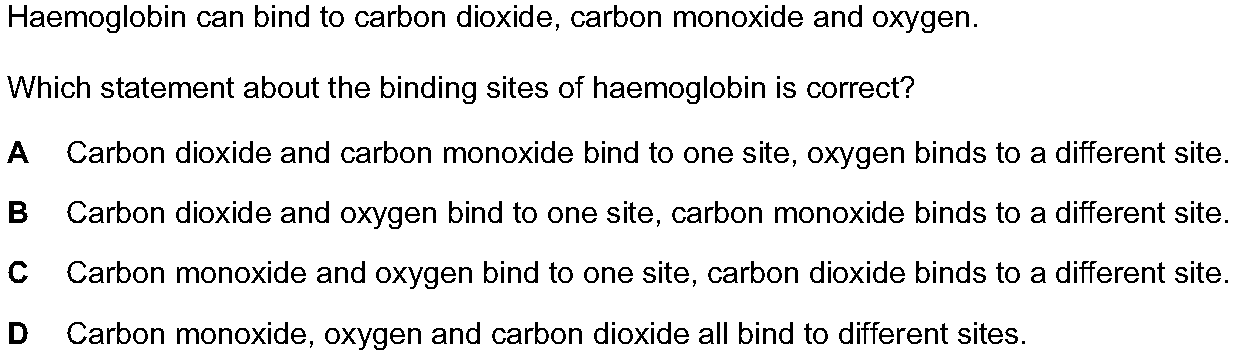 Haemoglobin can bind to carbon dioxide, carbon monoxide and oxygen.
Which statement about the binding sites of haemoglobin is correct?
A Carbon dioxide and carbon monoxide bind to one site, oxygen binds to a different site.
B Carbon dioxide and oxygen bind to one site, carbon monoxide binds to a different site.
C Carbon monoxide and oxygen bind to one site, carbon dioxide binds to a different site.
D Carbon monoxide, oxygen and carbon dioxide all bind to different sites.